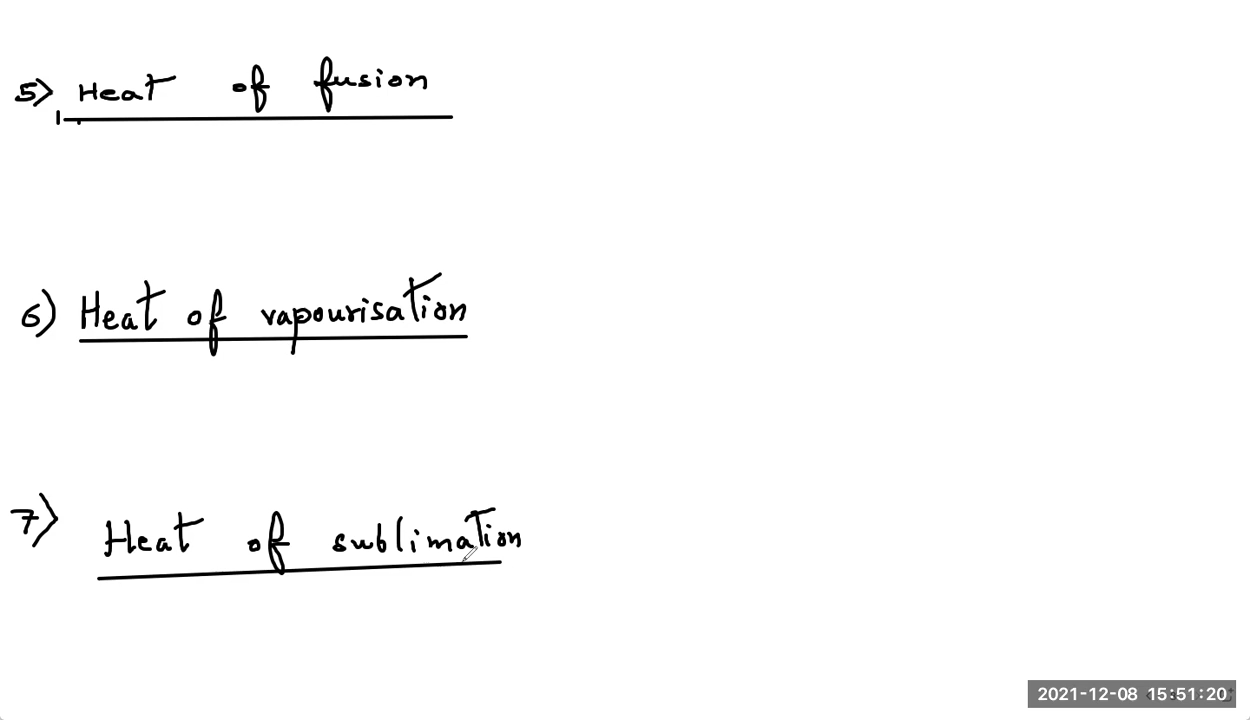 5) Heat of fusion
6) Heat of vapourisation
7) Heat of sublimation
2021-12-08 15:51:20